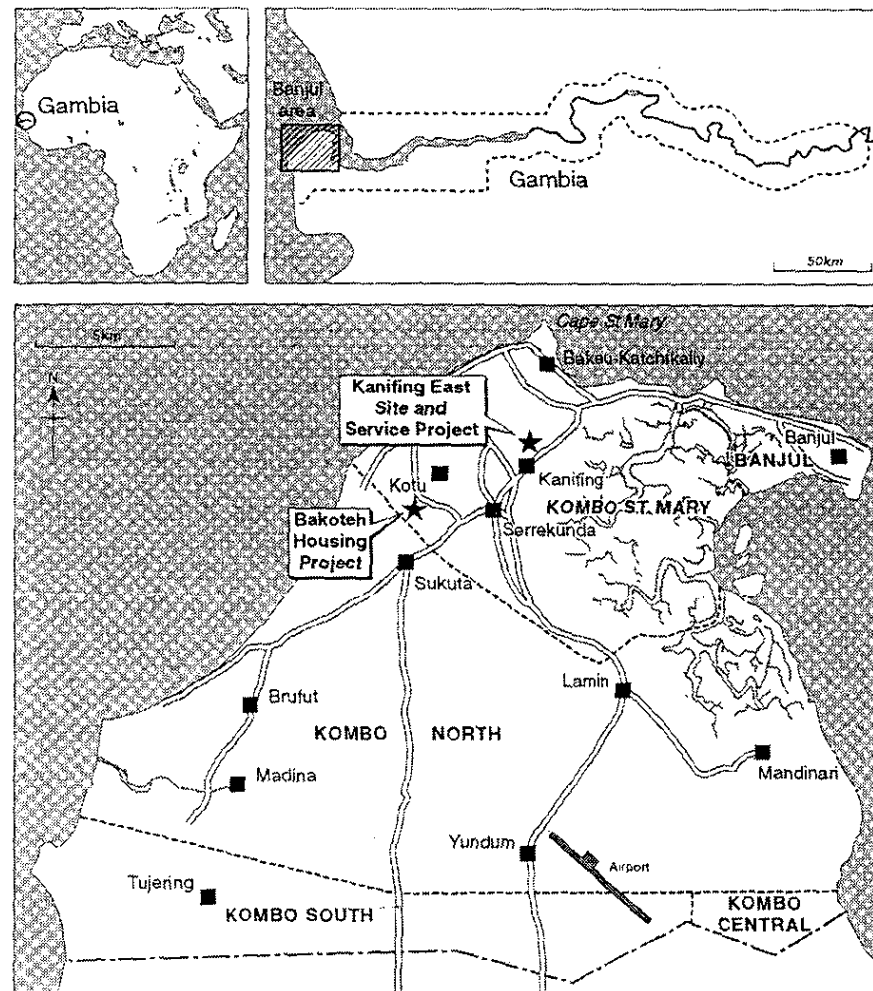 Gambia
Banjul
area
Gambia
50km
5km
N
Cape St Mary
Bakau-Katchikally
Kanifing East
Site and
Service Project
Banjul
BANJUL
Kotu
Kanifing
KOMBO ST. MARY
Bakoteh
Housing
Project
Serrekunda
Sukuta
Lamin
Brufut
KOMBO NORTH
Mandinari
Madina
Yundum
Airport
Tujering
KOMBO SOUTH
KOMBO
CENTRAL